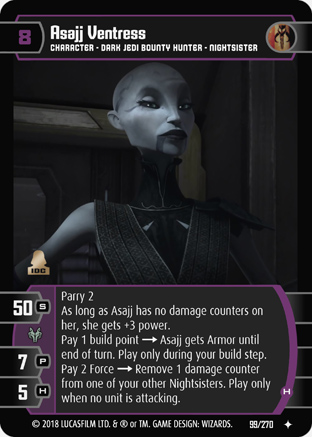 8
Asajj Ventress
CHARACTER - DARK JEDI BOUNTY HUNTER - NIGHTSISTER
IDC
50 S
7 P
5 H
Parry 2
As long as Asajj has no damage counters on
her, she gets +3 power.
Pay 1 build point → Asajj gets Armor until
end of turn. Play only during your build step.
Pay 2 Force → Remove 1 damage counter
from one of your other Nightsisters. Play only
when no unit is attacking.
H
© 2018 LUCASFILM LTD. & ® or TM. GAME DESIGN: WIZARDS.
99/270